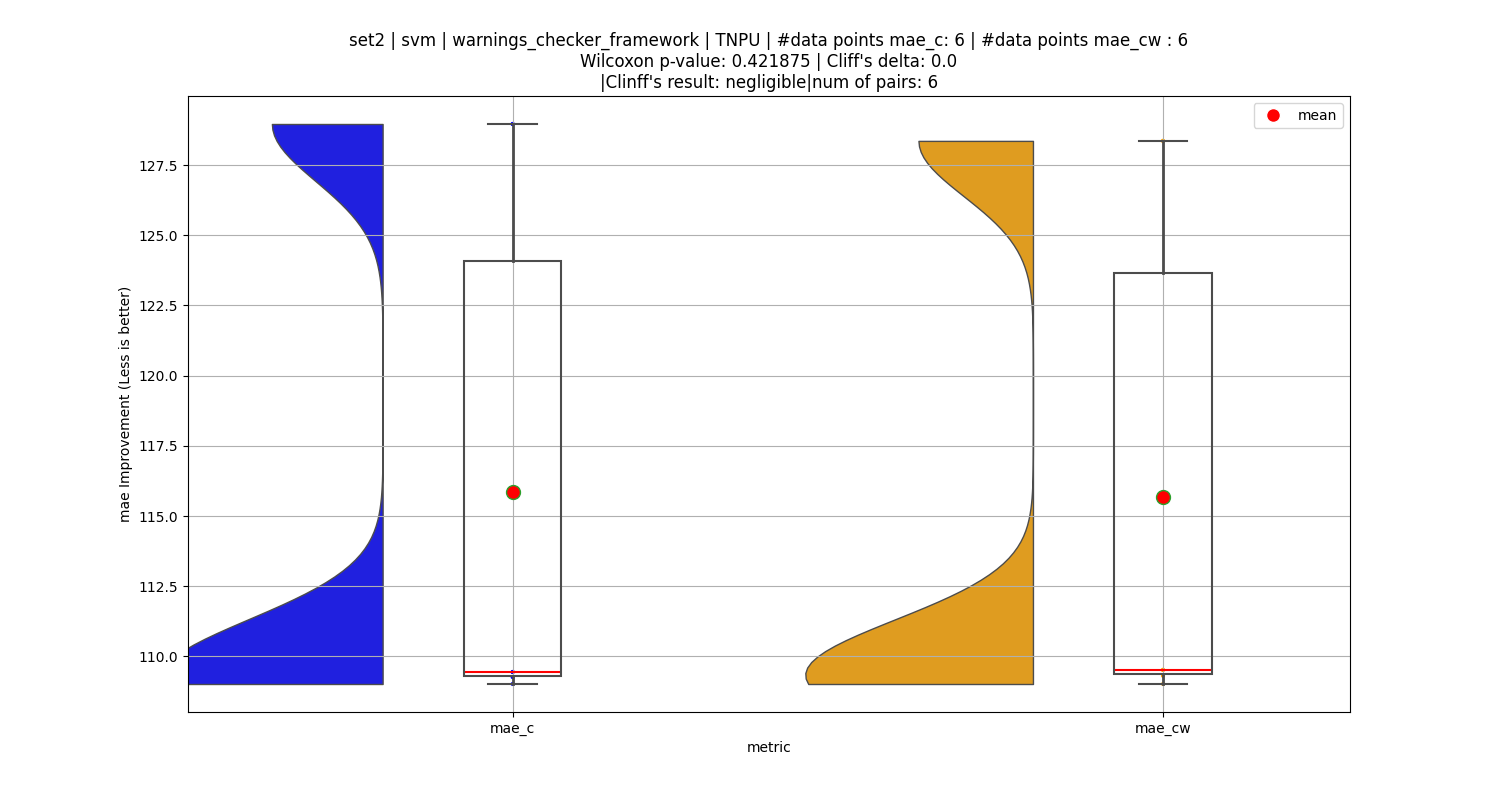 set2 | svm | warnings_checker_framework | TNPU | #data points mae_c: 6 | #data points mae_cw : 6
Wilcoxon p-value: 0.421875 | Cliff's delta: 0.0
|Clinff's result: negligible|num of pairs: 6
mean
127.5
125.0
122.5
120.0
117.5
115.0
112.5
110.0
mae Improvement (Less is better)
mae_c
mae_cw
metric